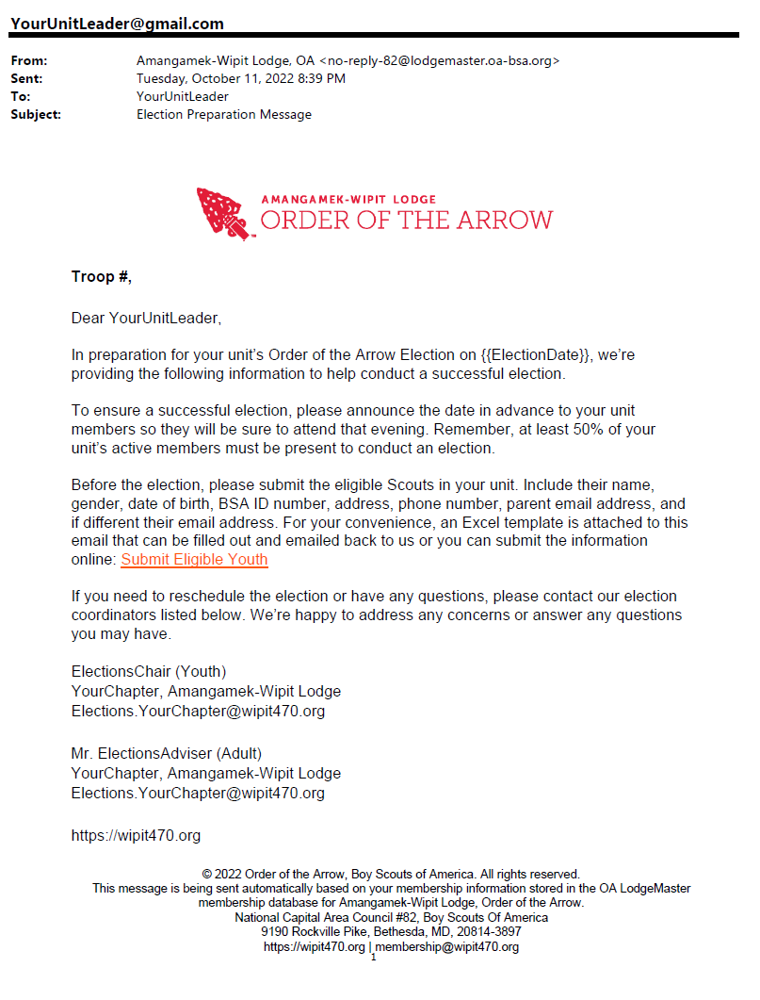 YourUnitLeader@gmail.com
From: Amangamek-Wipit Lodge, OA <no-reply-82@lodgemaster.oa-bsa.org>
Sent: Tuesday, October 11, 2022 8:39 PM
To: YourUnitLeader
Subject: Election Preparation Message
AMANGAMEK-WIPIT LODGE
ORDER OF THE ARROW
™
Troop #,
Dear YourUnitLeader,
In preparation for your unit’s Order of the Arrow Election on {{ElectionDate}}, we’re
providing the following information to help conduct a successful election.
To ensure a successful election, please announce the date in advance to your unit
members so they will be sure to attend that evening. Remember, at least 50% of your
unit’s active members must be present to conduct an election.
Before the election, please submit the eligible Scouts in your unit. Include their name,
gender, date of birth, BSA ID number, address, phone number, parent email address, and
if different their email address. For your convenience, an Excel template is attached to this
email that can be filled out and emailed back to us or you can submit the information
online: Submit Eligible Youth
If you need to reschedule the election or have any questions, please contact our election
coordinators listed below. We’re happy to address any concerns or answer any questions
you may have.
ElectionsChair (Youth)
YourChapter, Amangamek-Wipit Lodge
Elections.YourChapter@wipit470.org
Mr. ElectionsAdviser (Adult)
YourChapter, Amangamek-Wipit Lodge
Elections.YourChapter@wipit470.org
https://wipit470.org
© 2022 Order of the Arrow, Boy Scouts of America. All rights reserved.
This message is being sent automatically based on your membership information stored in the OA LodgeMaster
membership database for Amangamek-Wipit Lodge, Order of the Arrow.
National Capital Area Council #82, Boy Scouts Of America
9190 Rockville Pike, Bethesda, MD, 20814-3897
https://wipit470.org | membership@wipit470.org
1